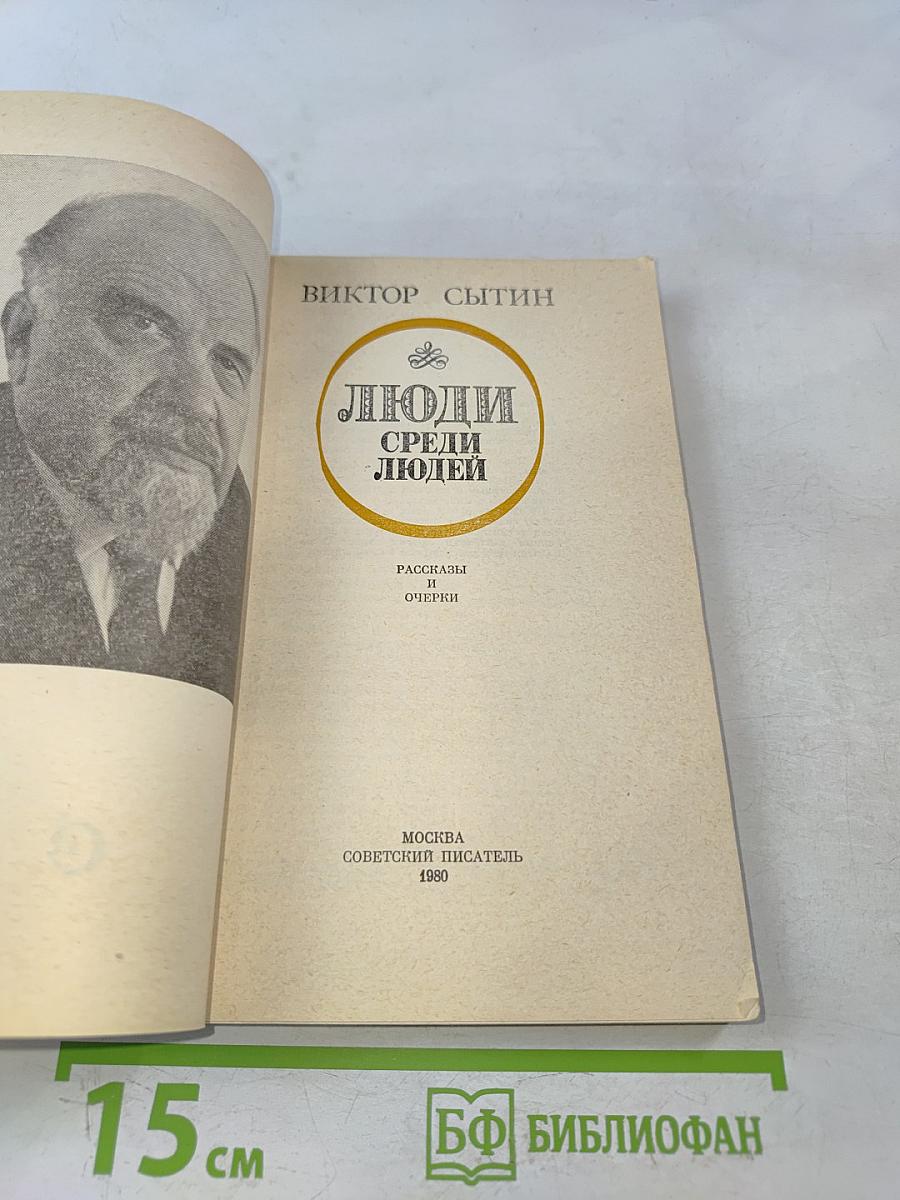 ВИКТОР СЫТИН
ЛЮДИ
СРЕДИ
ЛЮДЕЙ
РАССКАЗЫ
И
ОЧЕРКИ
МОСКВА
СОВЕТСКИЙ ПИСАТЕЛЬ
1980
15 см
БФ БИБЛИОФАН